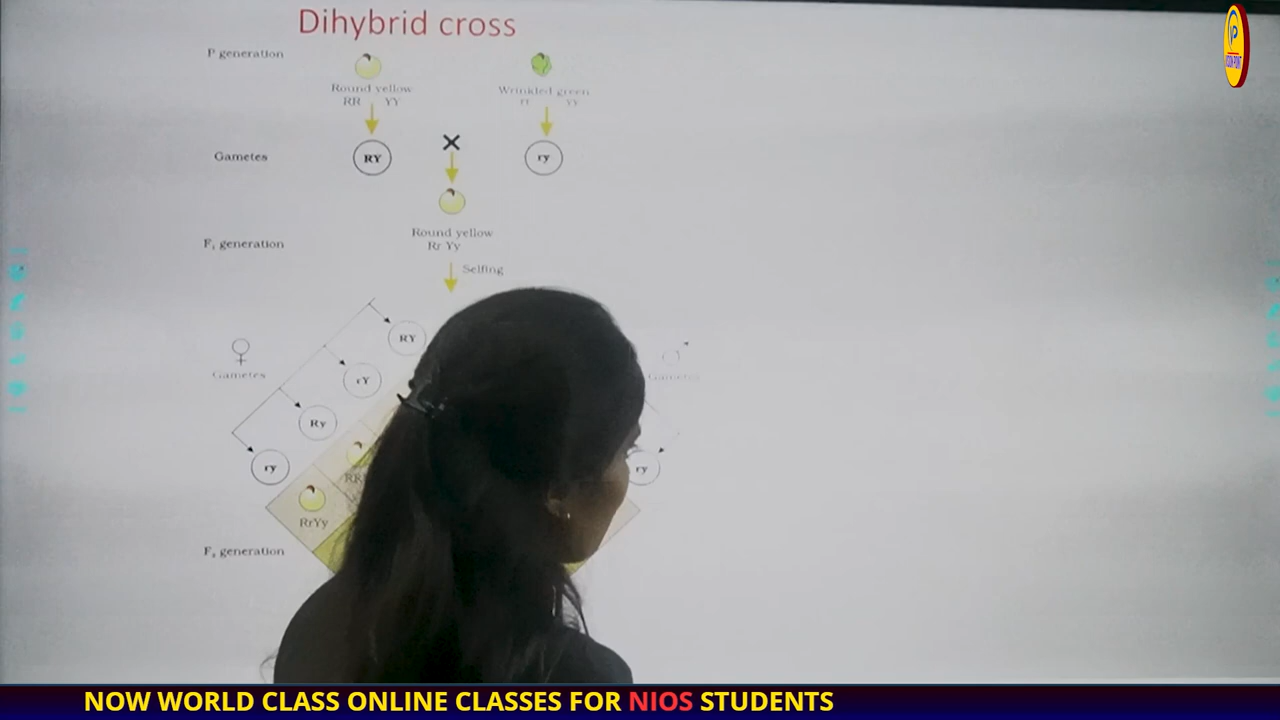 Dihybrid cross
P generation
Round yellow
RR YY
Wrinkled green
rr yy
Gametes
RY
ry
F1 generation
Round yellow
Rr Yy
Selfing
Gametes
RY
rY
Ry
ry
Gametes
ry
RR
RrYy
F2 generation
NOW WORLD CLASS ONLINE CLASSES FOR NIOS STUDENTS